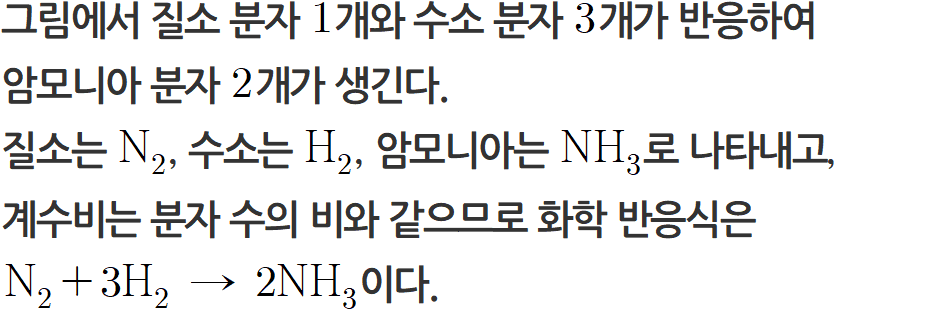 그림에서 질소 분자 1개와 수소 분자 3개가 반응하여
암모니아 분자 2개가 생긴다.
질소는 N₂, 수소는 H₂, 암모니아는 NH₃로 나타내고,
계수비는 분자 수의 비와 같으므로 화학 반응식은
N₂+3H₂ → 2NH₃이다.